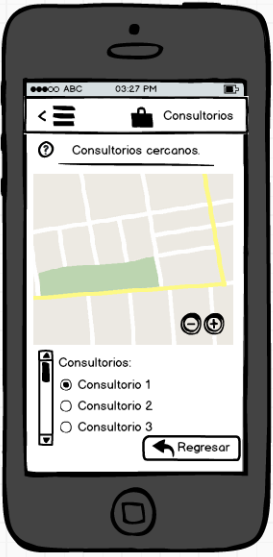 ABC 03:27 PM
< Consultorios
? Consultorios cercanos.
Consultorios:
Consultorio 1
Consultorio 2
Consultorio 3
Regresar